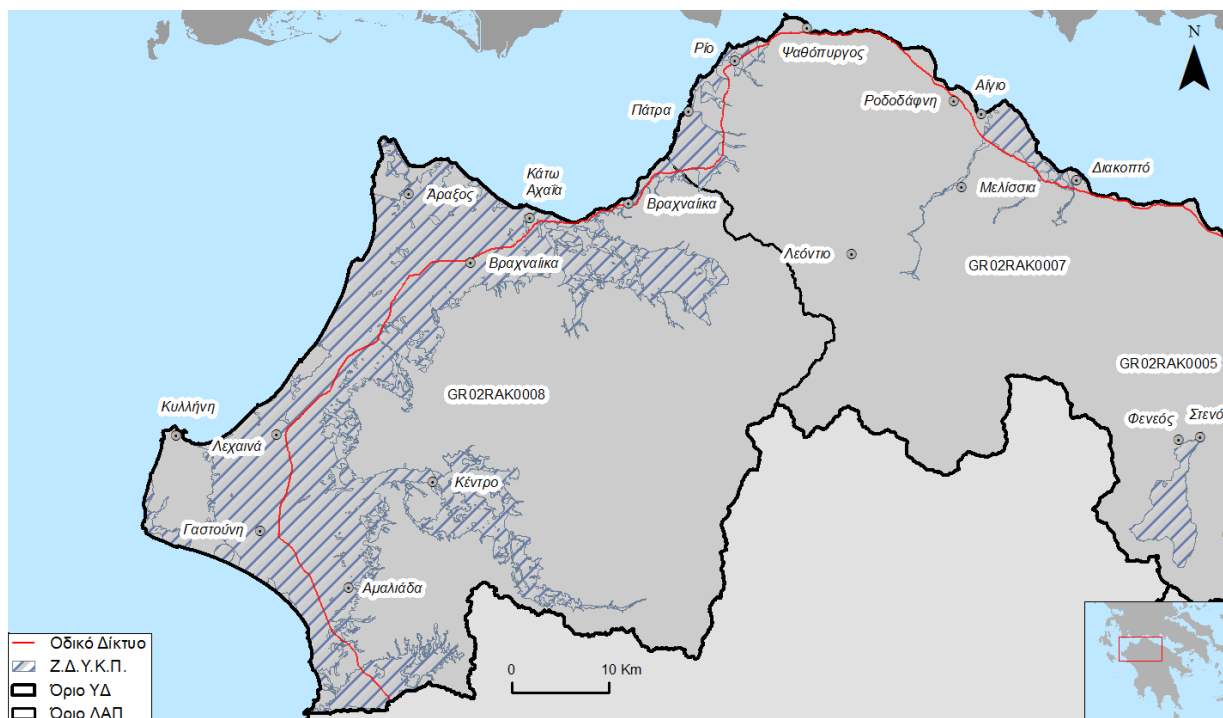 N
Ρίο
Ψαθόπυργος
Αίγιο
Ροδοδάφνη
Πάτρα
Διακοπτό
Κάτω
Αχαΐα
Μελίσσια
Άραξος
Βραχναίικα
Λεόντιο
Βραχναίικα
GR02RAK0007
GR02RAK0005
GR02RAK0008
Κυλλήνη
Φενεός
Στενό
Λεχαινά
Κέντρο
Γαστούνη
Αμαλιάδα
Οδικό Δίκτυο
Ζ.Δ.Υ.Κ.Π.
Όριο ΥΔ
Όριο ΛΑΠ
0 10 Km